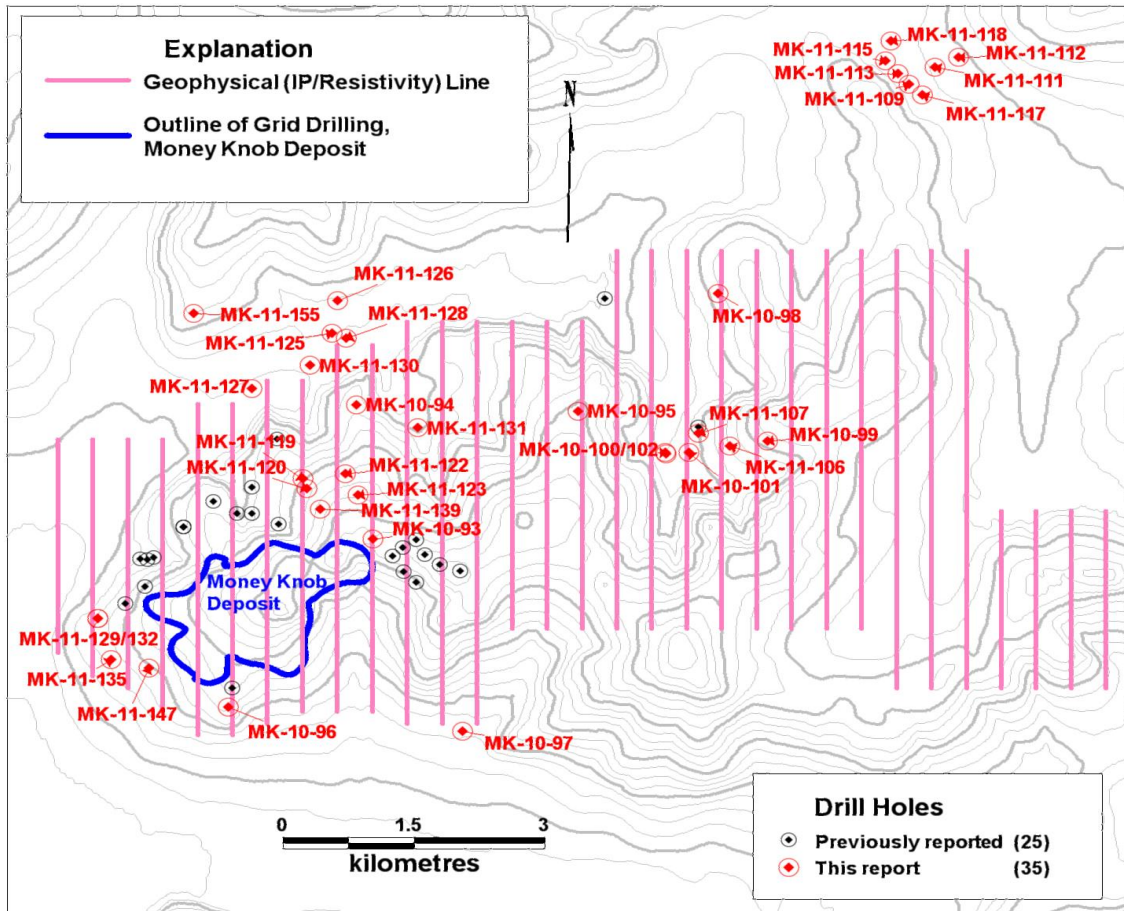 Explanation
Geophysical (IP/Resistivity) Line
Outline of Grid Drilling,
Money Knob Deposit
N
MK-11-118
MK-11-115
MK-11-112
MK-11-113
MK-11-111
MK-11-109
MK-11-117
MK-11-126
MK-11-155
MK-11-128
MK-11-125
MK-10-98
MK-11-130
MK-11-127
MK-10-94
MK-10-95
MK-11-107
MK-11-131
MK-10-99
MK-11-119
MK-10-100/102
MK-11-120
MK-11-122
MK-11-106
MK-11-123
MK-10-101
MK-11-139
MK-10-93
Money Knob
Deposit
MK-11-129/132
MK-11-135
MK-11-147
MK-10-96
MK-10-97
0 1.5 3
kilometres
Drill Holes
Previously reported (25)
This report (35)